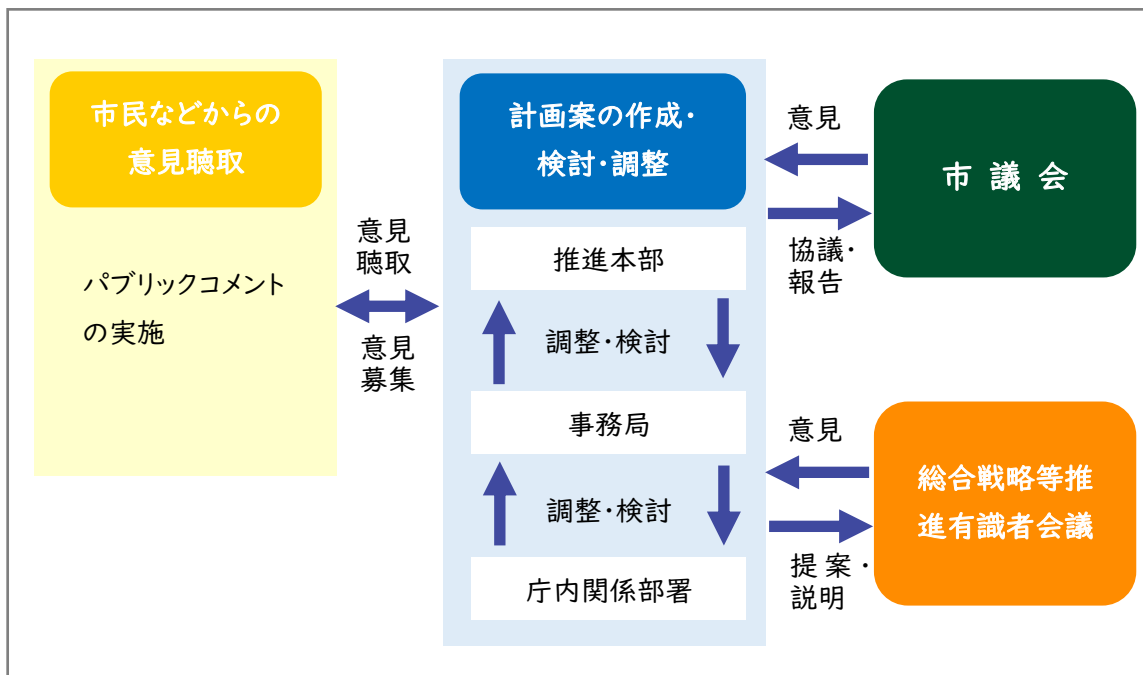 市民などからの
意見聴取
パブリックコメント
の実施
意見
聴取
意見
募集
計画案の作成・
検討・調整
推進本部
調整・検討
事務局
調整・検討
庁内関係部署
意見
協議・
報告
市 議 会
意見
提 案・
説明
総合戦略等推
進有識者会議